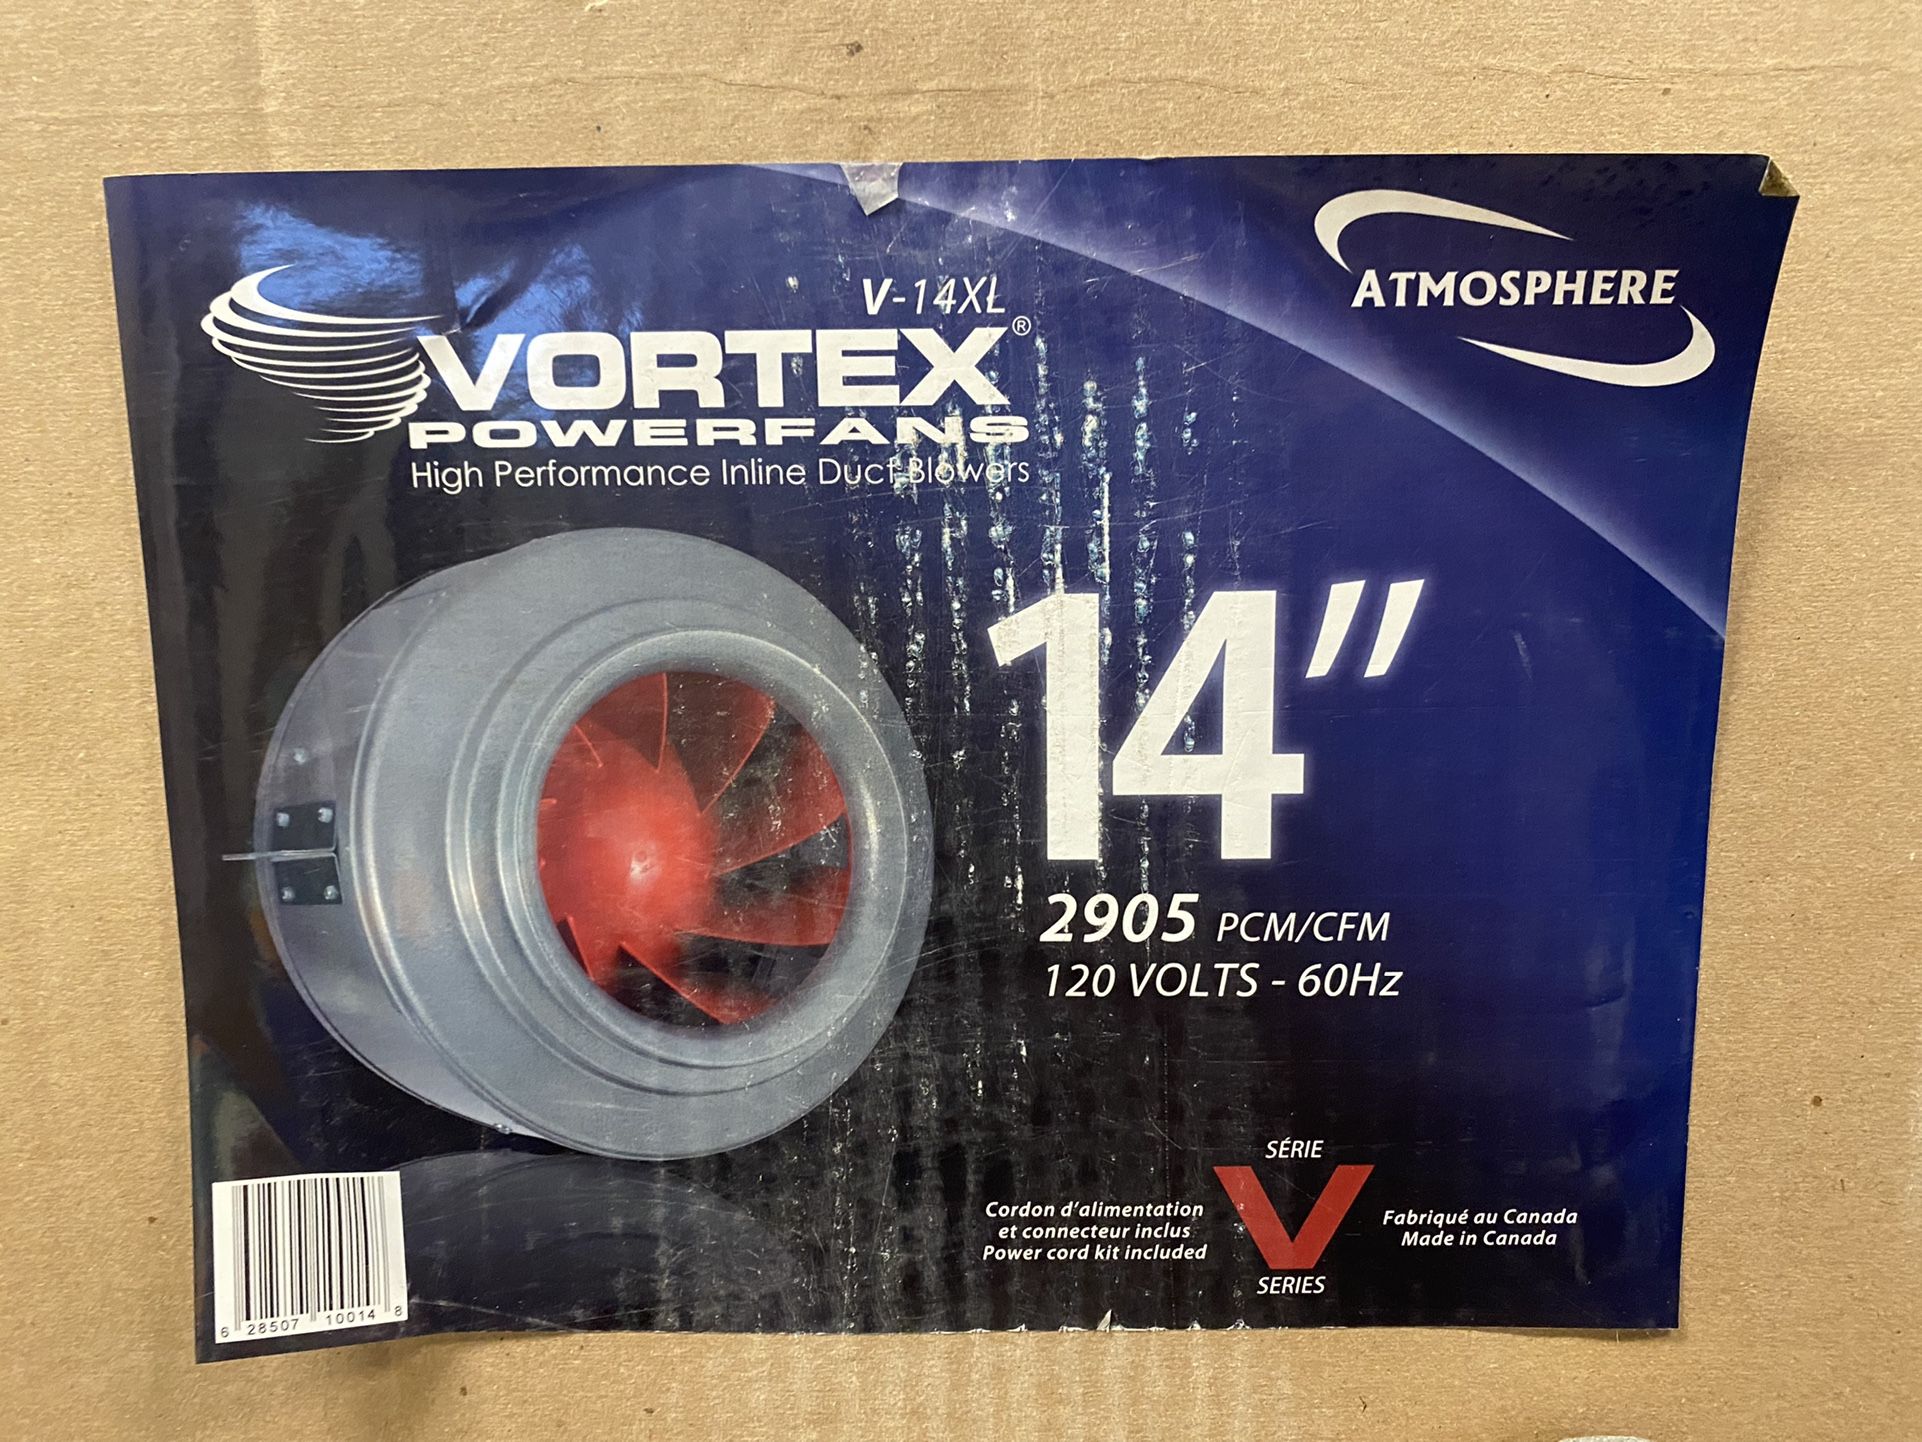 V-14XL
VORTEX®
POWERFANS
High Performance Inline Duct Blowers
ATMOSPHERE
14"
2905 PCM/CFM
120 VOLTS - 60Hz
SÉRIE
V
SERIES
Cordon d'alimentation
et connecteur inclus
Power cord kit included
Fabriqué au Canada
Made in Canada
6 28507 10014 8